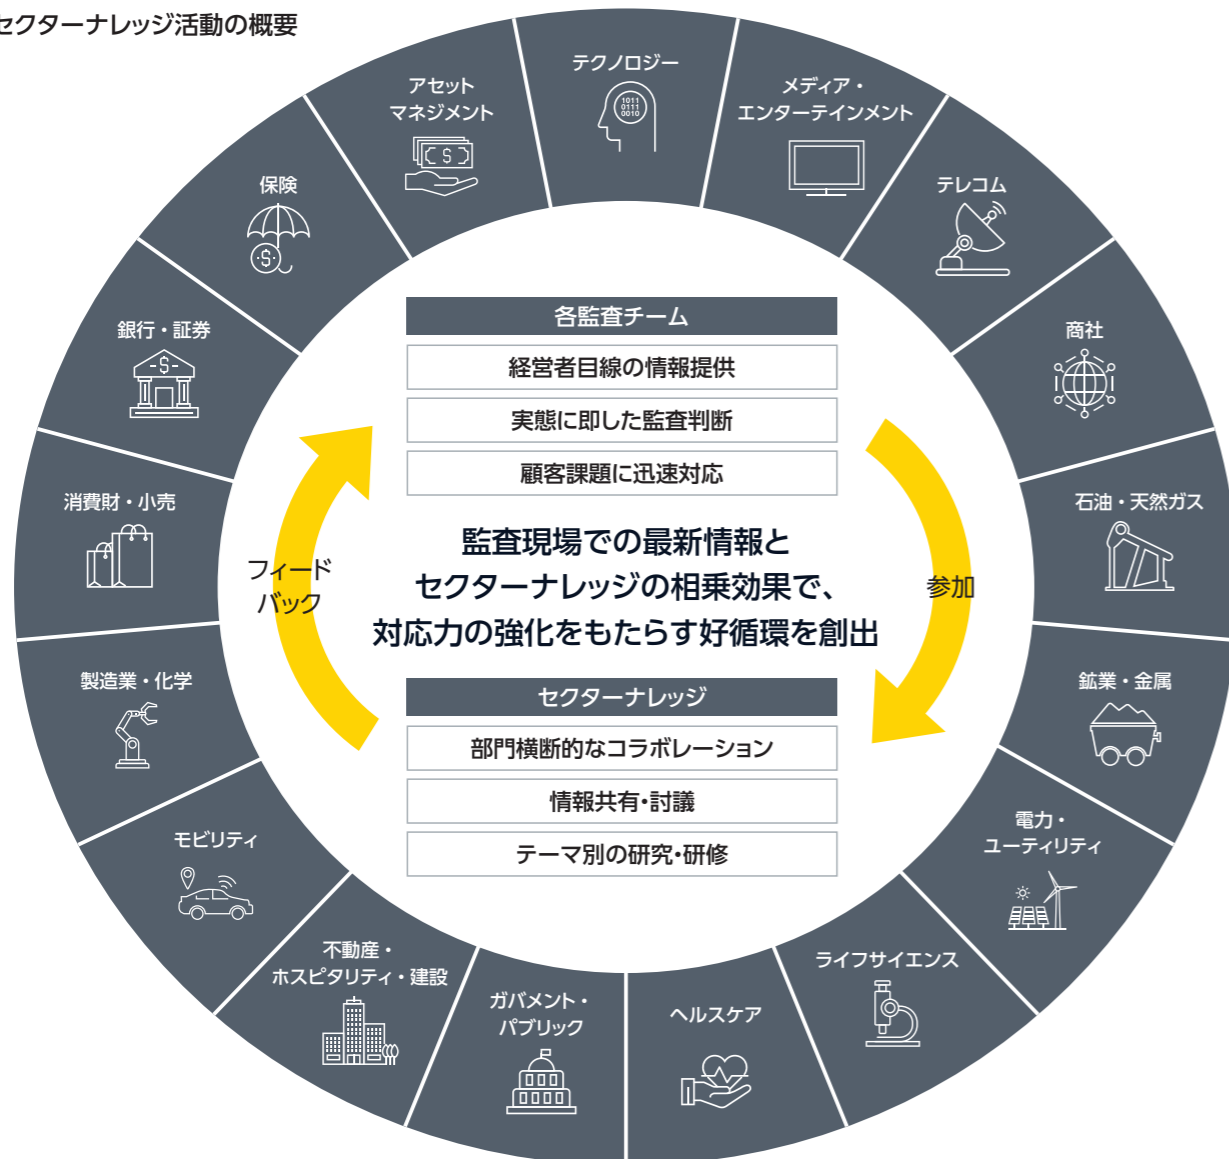 セクターナレッジ活動の概要
テクノロジー
1011
0111
0010
メディア・
エンターテインメント
テレコム
商社
石油・天然ガス
鉱業・金属
電力・
ユーティリティ
ライフサイエンス
ヘルスケア
ガバメント・
パブリック
不動産・
ホスピタリティ・建設
モビリティ
製造業・化学
消費財・小売
銀行・証券
$
保険
$
アセット
マネジメント
$
各監査チーム
経営者目線の情報提供
実態に即した監査判断
顧客課題に迅速対応
監査現場での最新情報と
セクターナレッジの相乗効果で、
対応力の強化をもたらす好循環を創出
フィード
バック
参加
セクターナレッジ
部門横断的なコラボレーション
情報共有・討議
テーマ別の研究・研修